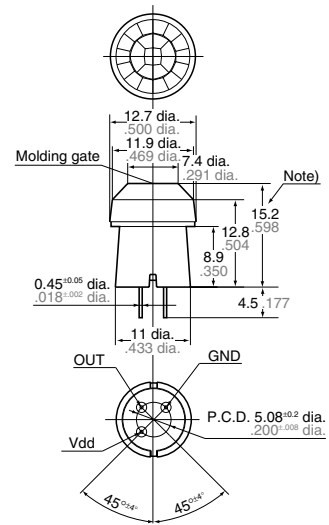 12.7 dia.
.500 dia.
11.9 dia.
.469 dia.
7.4 dia.
.291 dia.
Molding gate
Note)
15.2
.598
12.8
.504
8.9
.350
0.45±0.05 dia.
.018±.002 dia.
4.5 .177
11 dia.
.433 dia.
OUT
GND
P.C.D. 5.08±0.2 dia.
.200±.008 dia.
Vdd
45°±4°
45°±4°